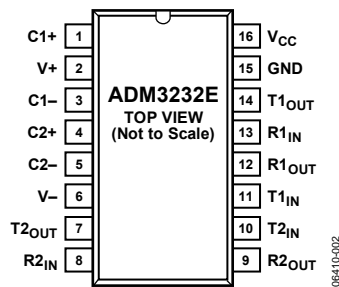 C1+ 1
V+ 2
C1– 3
C2+ 4
C2– 5
V– 6
T2OUT 7
R2IN 8
ADM3232E
TOP VIEW
(Not to Scale)
16 VCC
15 GND
14 T1OUT
13 R1IN
12 R1OUT
11 T1IN
10 T2IN
9 R2OUT
06410-002